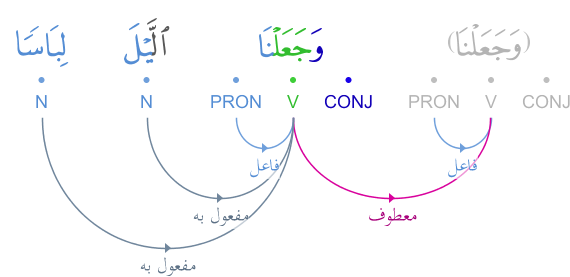 (وَجَعَلْنَا) وَجَعَلْنَا ٱلَّيْلَ لِبَاسًا
CONJ V PRON CONJ V PRON N N
فاعل فاعل
معطوف مفعول به
مفعول به